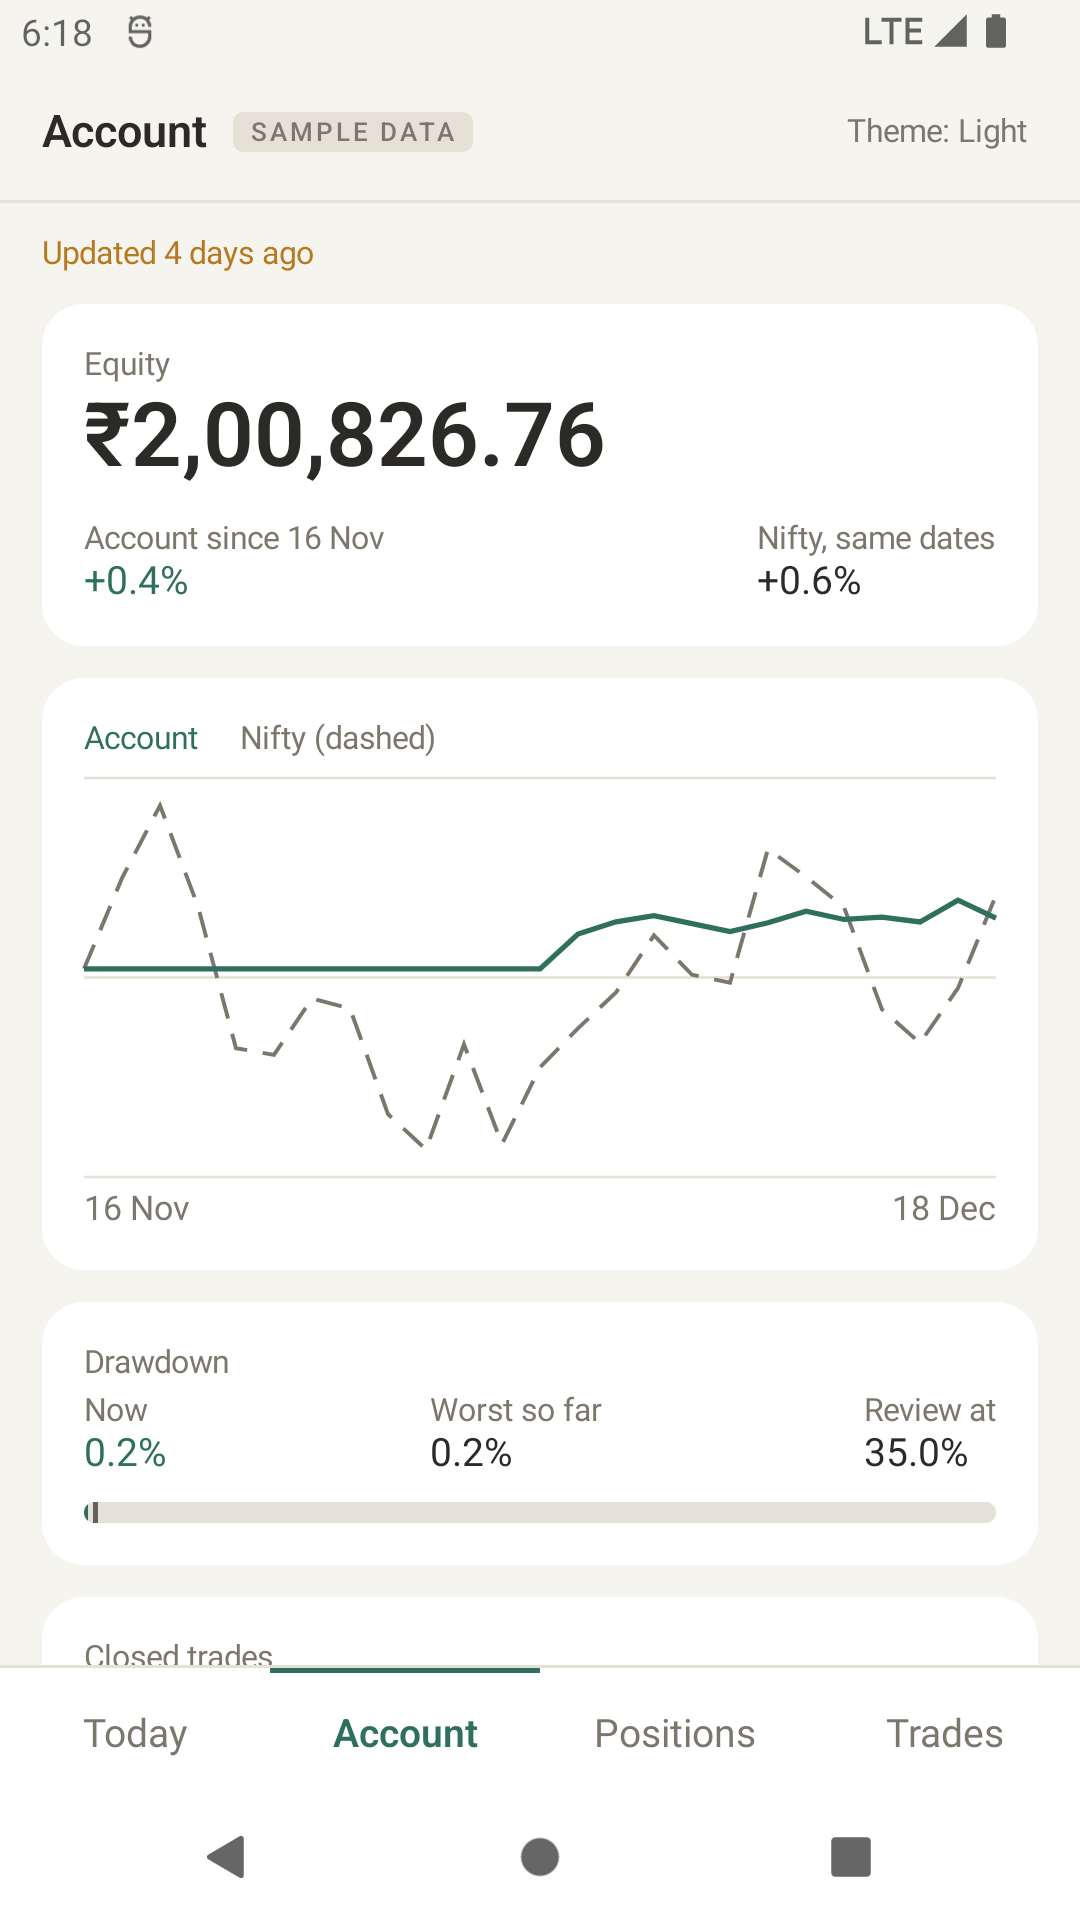 6:18 LTE
Account SAMPLE DATA Theme: Light
Updated 4 days ago
Equity
₹2,00,826.76
Account since 16 Nov Nifty, same dates
+0.4% +0.6%
Account Nifty (dashed)
16 Nov 18 Dec
Drawdown
Now Worst so far Review at
0.2% 0.2% 35.0%
Closed trades
Today Account Positions Trades